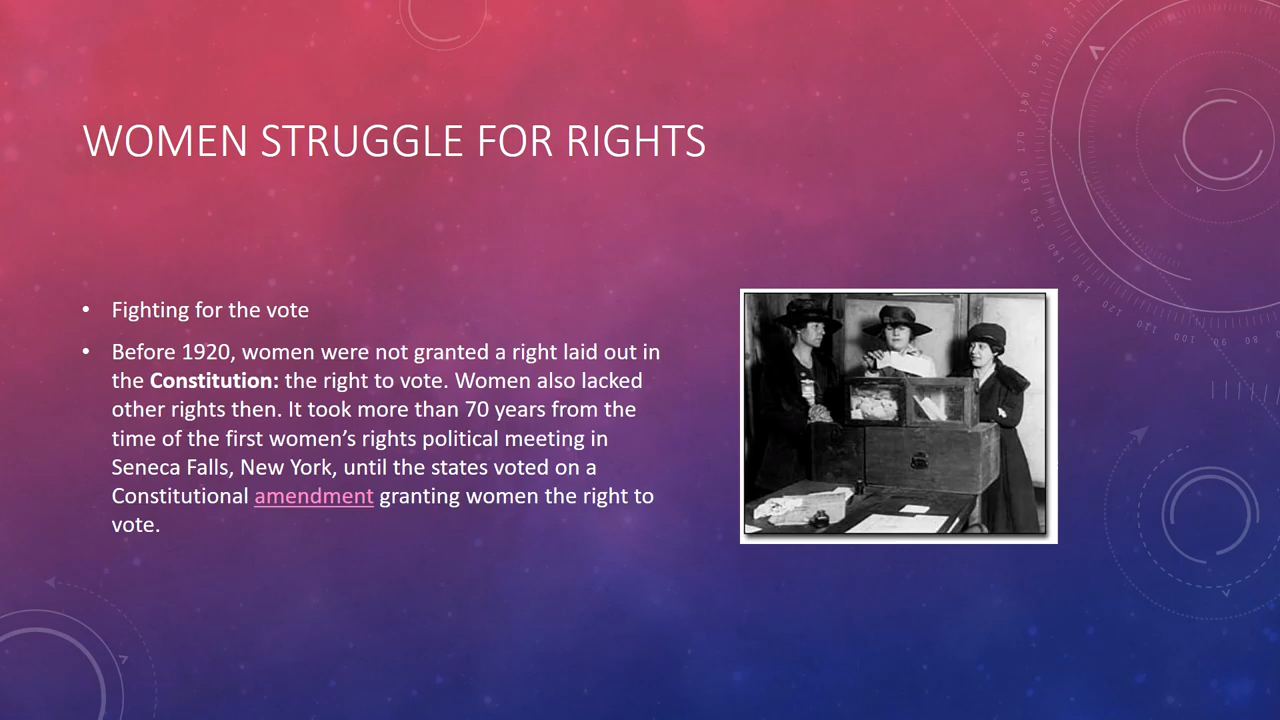 WOMEN STRUGGLE FOR RIGHTS
• Fighting for the vote
• Before 1920, women were not granted a right laid out in
the Constitution: the right to vote. Women also lacked
other rights then. It took more than 70 years from the
time of the first women’s rights political meeting in
Seneca Falls, New York, until the states voted on a
Constitutional amendment granting women the right to
vote.